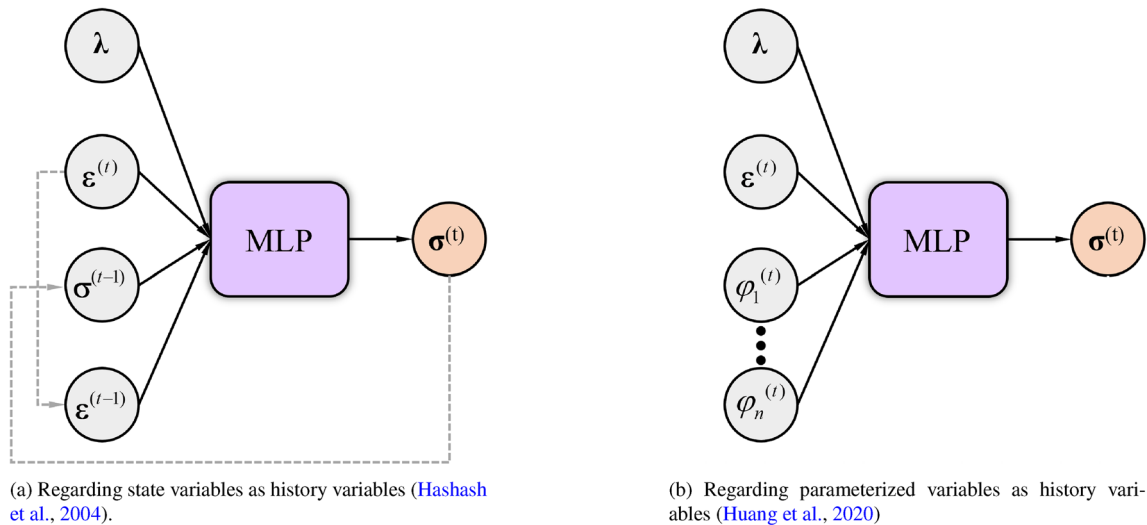 λ
ε(t)
σ(t−1)
ε(t-1)
MLP
σ(t)
(a) Regarding state variables as history variables (Hashash
et al., 2004).
λ
ε(t)
φ1(t)
φn(t)
MLP
σ(t)
(b) Regarding parameterized variables as history vari-
ables (Huang et al., 2020)